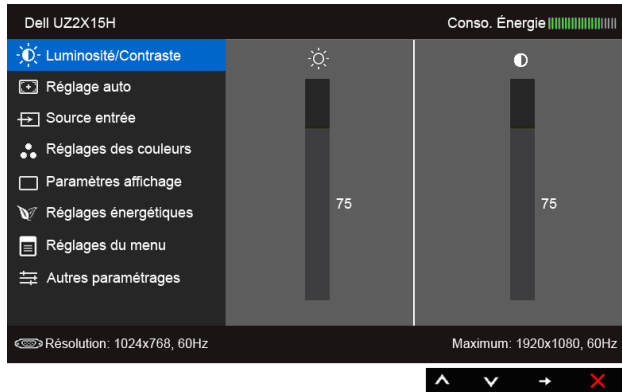 Dell UZ2X15H
Conso. Énergie
Luminosité/Contraste
Réglage auto
Source entrée
Réglages des couleurs
Paramètres affichage
Réglages énergétiques
Réglages du menu
Autres paramétrages
75
75
Résolution: 1024x768, 60Hz
Maximum: 1920x1080, 60Hz